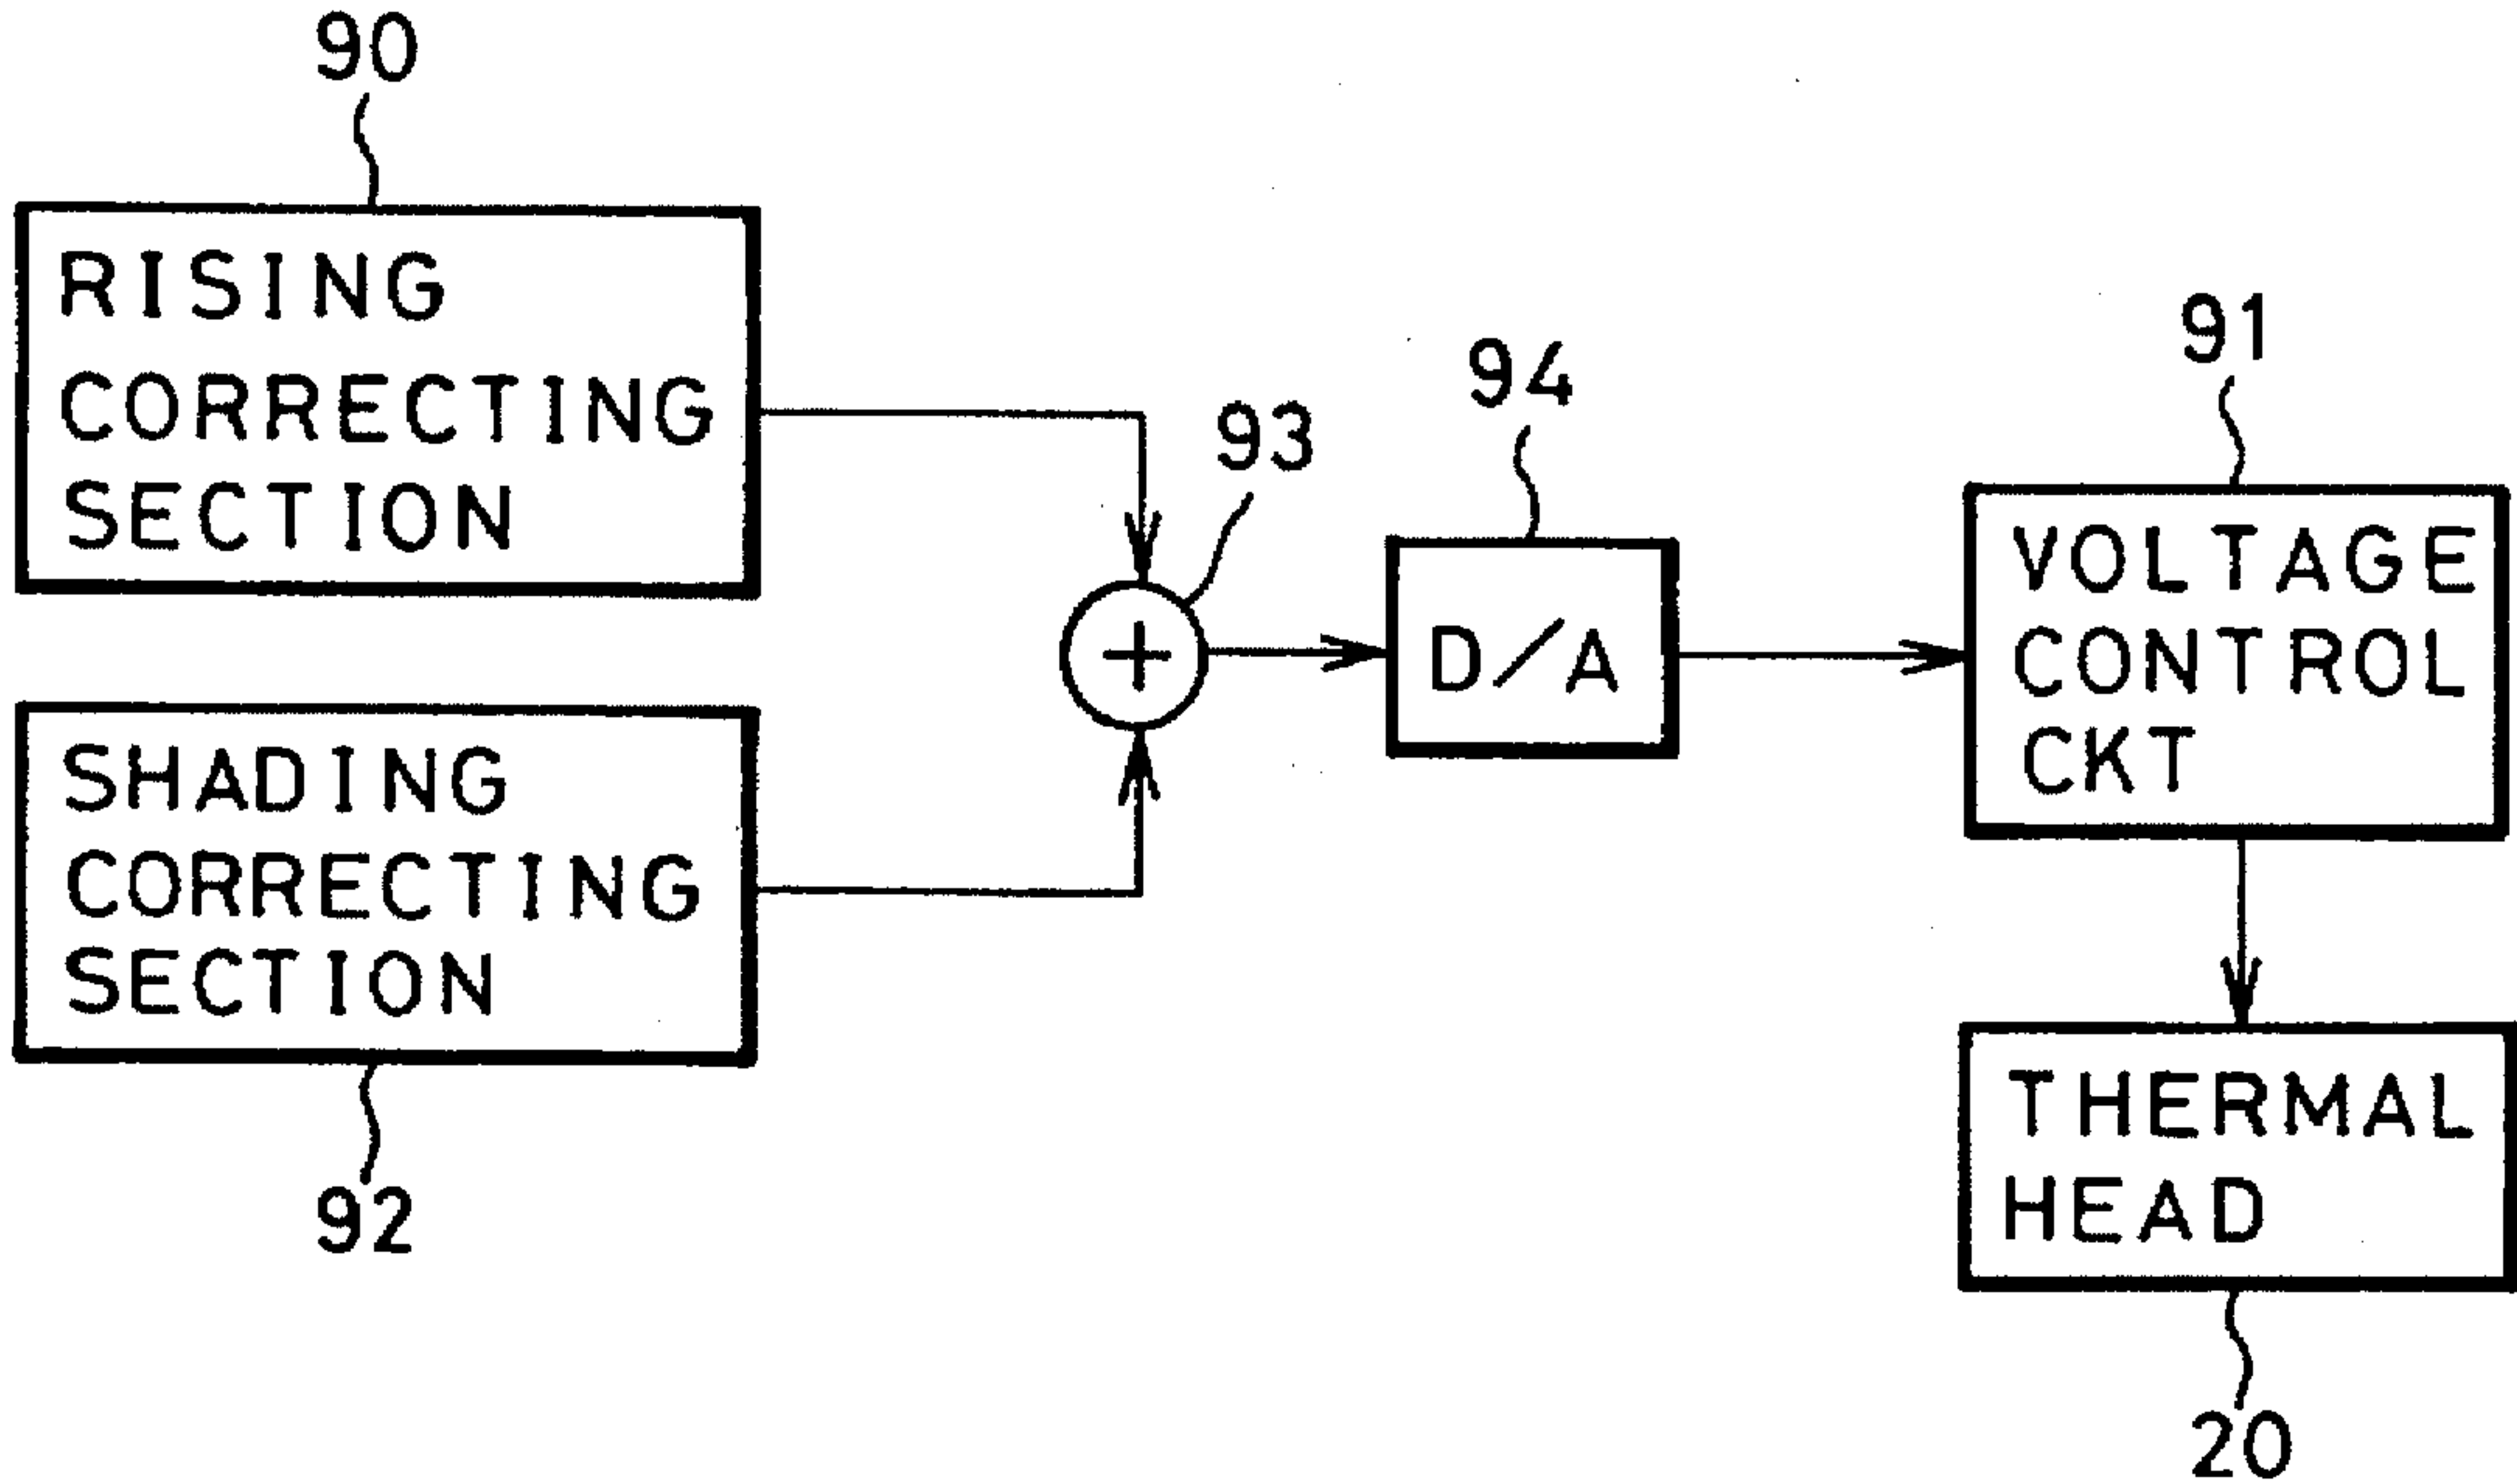 90
RISING
CORRECTING
SECTION
93
94
D/A
91
VOLTAGE
CONTROL
CKT
SHADING
CORRECTING
SECTION
92
THERMAL
HEAD
20